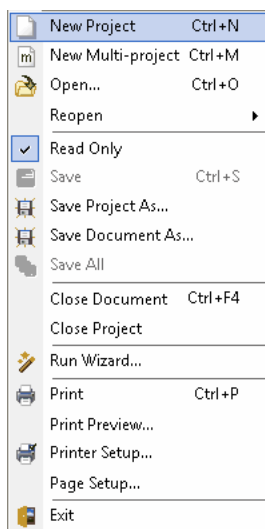 New Project Ctrl+N
m New Multi-project Ctrl+M
Open... Ctrl+O
Reopen
Read Only
Save Ctrl+S
Save Project As...
Save Document As...
Save All
Close Document Ctrl+F4
Close Project
Run Wizard...
Print Ctrl+P
Print Preview...
Printer Setup...
Page Setup...
Exit